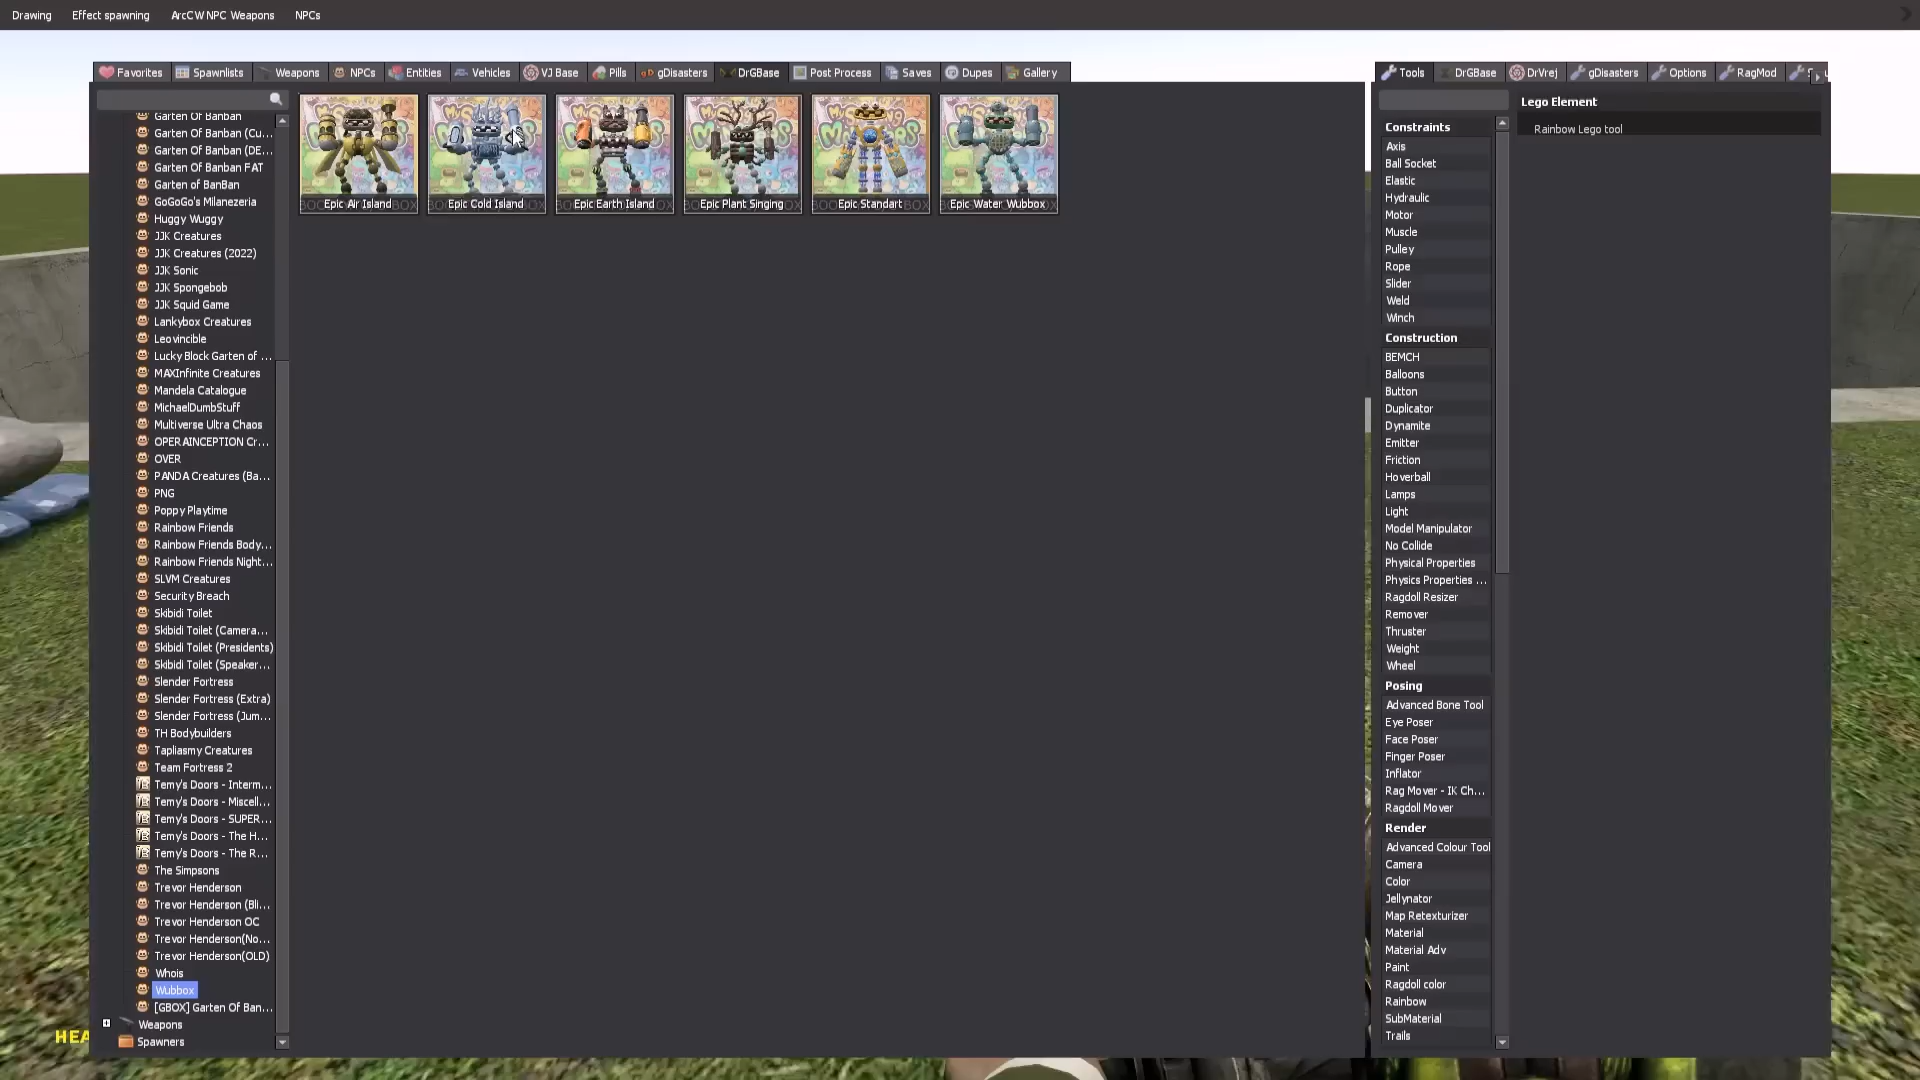 Drawing
Effect spawning
ArcCW NPC Weapons
NPCs
Favorites
Spawnlists
Weapons
NPCs
Entities
Vehicles
VJ Base
Pills
gDisasters
DrGBase
Post Process
Saves
Dupes
Gallery
Garten Of Banban
Garten Of Banban (Cu...
Garten Of Banban (DE...
Garten Of Banban FAT
Garten of BanBan
GoGoGo's Milanezeria
Huggy Wuggy
JJK Creatures
JJK Creatures (2022)
JJK Sonic
JJK Spongebob
JJK Squid Game
Lankybox Creatures
Leovincible
Lucky Block Garten of ...
MAXInfinite Creatures
Mandela Catalogue
MichaelDumbStuff
Multiverse Ultra Chaos
OPERAINCEPTION Cr...
OVER
PANDA Creatures (Ba...
PNG
Poppy Playtime
Rainbow Friends
Rainbow Friends Body...
Rainbow Friends Night...
SLVM Creatures
Security Breach
Skibidi Toilet
Skibidi Toilet (Camera...
Skibidi Toilet (Presidents)
Skibidi Toilet (Speaker...
Slender Fortress
Slender Fortress (Extra)
Slender Fortress (Jum...
TH Bodybuilders
Tapliasmy Creatures
Team Fortress 2
Temy's Doors - Interm...
Temy's Doors - Miscell...
Temy's Doors - SUPER...
Temy's Doors - The H...
Temy's Doors - The R...
The Simpsons
Trevor Henderson
Trevor Henderson (Bli...
Trevor Henderson OC
Trevor Henderson(No...
Trevor Henderson(OLD)
Whois
Wubbox
[GBOX] Garten Of Ban...
Weapons
Spawners
HEA
Epic Air Island
Epic Cold Island
Epic Earth Island
Epic Plant Singing
Epic Standart
Epic Water Wubbox
Tools
DrGBase
DrVrej
gDisasters
Options
RagMod
Constraints
Axis
Ball Socket
Elastic
Hydraulic
Motor
Muscle
Pulley
Rope
Slider
Weld
Winch
Construction
BEMCH
Balloons
Button
Duplicator
Dynamite
Emitter
Friction
Hoverball
Lamps
Light
Model Manipulator
No Collide
Physical Properties
Physics Properties ...
Ragdoll Resizer
Remover
Thruster
Weight
Wheel
Posing
Advanced Bone Tool
Eye Poser
Face Poser
Finger Poser
Inflator
Rag Mover - IK Ch...
Ragdoll Mover
Render
Advanced Colour Tool
Camera
Color
Jellynator
Map Retexturizer
Material
Material Adv
Paint
Ragdoll color
Rainbow
SubMaterial
Trails
Lego Element
Rainbow Lego tool